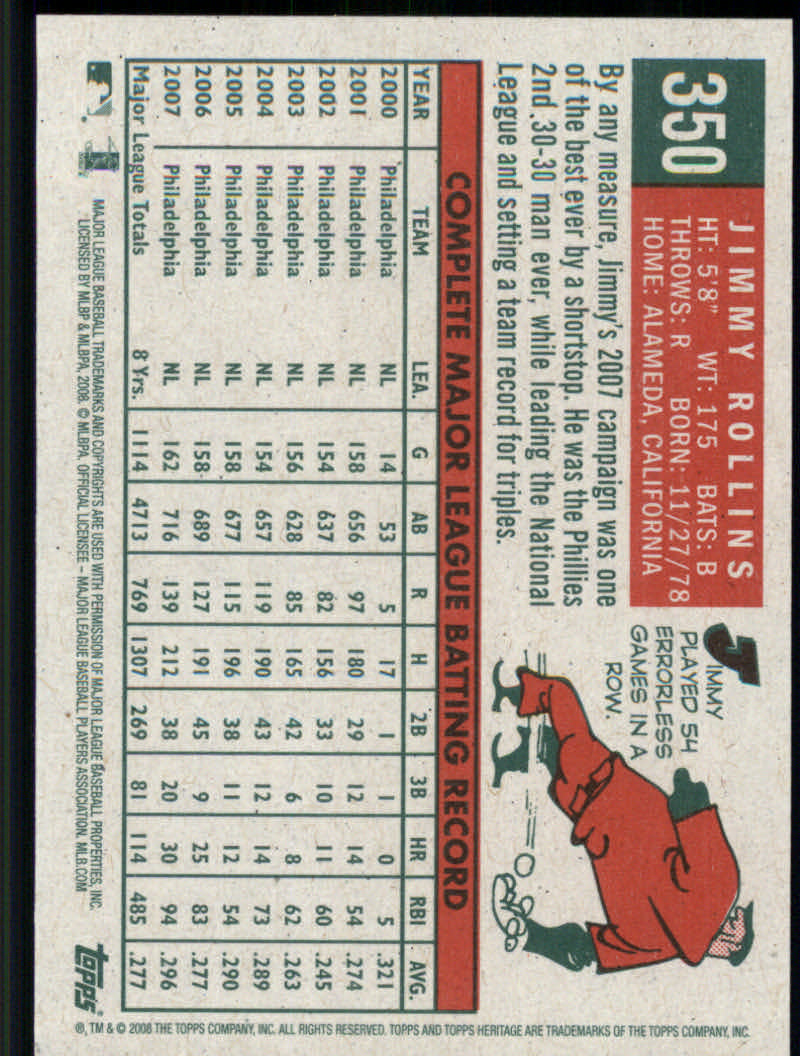 350
JIMMY ROLLINS
HT: 5'8" WT: 175 BATS: B
THROWS: R BORN: 11/27/78
HOME: ALAMEDA, CALIFORNIA
By any measure, Jimmy's 2007 campaign was one
of the best ever by a shortstop. He was the Phillies
2nd 30-30 man ever, while leading the National
League and setting a team record for triples.
JIMMY
PLAYED 54
ERRORLESS
GAMES IN A
ROW.
COMPLETE MAJOR LEAGUE BATTING RECORD
YEAR TEAM LEA. G AB R H 2B 3B HR RBI AVG.
2000 Philadelphia NL 14 53 5 17 1 1 0 5 .321
2001 Philadelphia NL 158 656 97 180 29 12 14 54 .274
2002 Philadelphia NL 154 637 82 156 33 10 11 60 .245
2003 Philadelphia NL 156 628 85 165 42 6 8 62 .263
2004 Philadelphia NL 154 657 119 190 43 12 14 73 .289
2005 Philadelphia NL 158 677 115 196 38 11 12 54 .290
2006 Philadelphia NL 158 689 127 191 45 9 25 83 .277
2007 Philadelphia NL 162 716 139 212 38 20 30 94 .296
Major League Totals 8 Yrs. 1114 4713 769 1307 269 81 114 485 .277
MAJOR LEAGUE BASEBALL TRADEMARKS AND COPYRIGHTS ARE USED WITH PERMISSION OF MAJOR LEAGUE BASEBALL PROPERTIES, INC.
LICENSED BY MLBP & MLBPA, 2008. © MLBPA. OFFICIAL LICENSEE – MAJOR LEAGUE BASEBALL PLAYERS ASSOCIATION. MLB.COM
Topps
®, TM & © 2008 THE TOPPS COMPANY, INC. ALL RIGHTS RESERVED. TOPPS AND TOPPS HERITAGE ARE TRADEMARKS OF THE TOPPS COMPANY, INC.